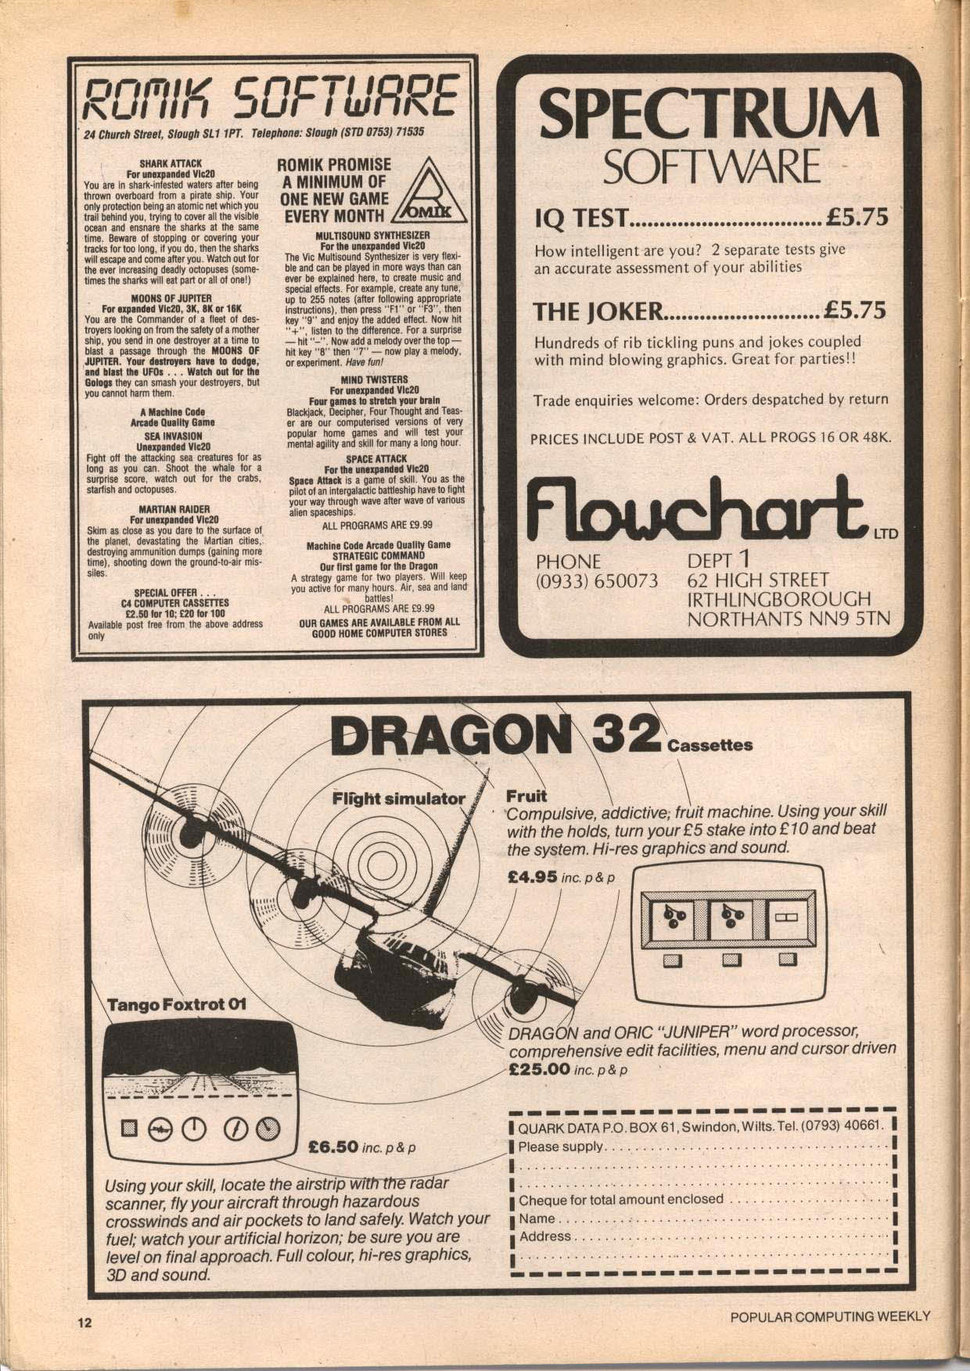 ROMIK SOFTWARE
24 Church Street, Slough SL1 1PT. Telephone: Slough (STD 0753) 71535
SHARK ATTACK
For unexpanded Vic20
You are in shark-infested waters after being
thrown overboard from a pirate ship. Your
only protection being an atomic net which you
trail behind you, trying to cover all the visible
ocean and ensnare the sharks at the same
time. Beware of stopping or covering your
tracks for too long, if you do, then the sharks
will escape and come after you. Watch out for
the ever increasing deadly octopuses (some-
times the sharks will eat part or all of one!)
MOONS OF JUPITER
For expanded Vic20, 3K, 8K or 16K
You are the Commander of a fleet of des-
troyers looking on from the safety of a mother
ship, you send in one destroyer at a time to
blast a passage through the MOONS OF
JUPITER. Your destroyers have to dodge,
and blast the UFOs . . . Watch out for the
Gologs they can smash your destroyers, but
you cannot harm them.
A Machine Code
Arcade Quality Game
SEA INVASION
Unexpanded Vic20
Fight off the attacking sea creatures for as
long as you can. Shoot the whale for a
surprise score, watch out for the crabs,
starfish and octopuses.
MARTIAN RAIDER
For unexpanded Vic20
Skim as close as you dare to the surface of
the planet, devastating the Martian cities,
destroying ammunition dumps (gaining more
time), shooting down the ground-to-air mis-
siles.
SPECIAL OFFER . . .
C4 COMPUTER CASSETTES
£2.50 for 10; £20 for 100
Available post free from the above address
only
ROMIK PROMISE
A MINIMUM OF
ONE NEW GAME
EVERY MONTH
ROMIK
MULTISOUND SYNTHESIZER
For the unexpanded Vic20
The Vic Multisound Synthesizer is very flexi-
ble and can be played in more ways than can
ever be explained here, to create music and
special effects. For example, create any tune,
up to 255 notes (after following appropriate
instructions), then press "F1" or "F3", then
key "9" and enjoy the added effect. Now hit
"+", listen to the difference. For a surprise
— hit "-". Now add a melody over the top —
hit key "8" then "7" — now play a melody,
or experiment. Have fun!
MIND TWISTERS
For unexpanded Vic20
Four games to stretch your brain
Blackjack, Decipher, Four Thought and Teas-
er are our computerised versions of very
popular home games and will test your
mental agility and skill for many a long hour.
SPACE ATTACK
For the unexpanded Vic20
Space Attack is a game of skill. You as the
pilot of an intergalactic battleship have to fight
your way through wave after wave of various
alien spaceships.
ALL PROGRAMS ARE £9.99
Machine Code Arcade Quality Game
STRATEGIC COMMAND
Our first game for the Dragon
A strategy game for two players. Will keep
you active for many hours. Air, sea and land
battles!
ALL PROGRAMS ARE £9.99
OUR GAMES ARE AVAILABLE FROM ALL
GOOD HOME COMPUTER STORES
SPECTRUM
SOFTWARE
IQ TEST..............................£5.75
How intelligent are you? 2 separate tests give
an accurate assessment of your abilities
THE JOKER..........................£5.75
Hundreds of rib tickling puns and jokes coupled
with mind blowing graphics. Great for parties!!
Trade enquiries welcome: Orders despatched by return
PRICES INCLUDE POST & VAT. ALL PROGS 16 OR 48K.
flowchart LTD
PHONE
(0933) 650073
DEPT 1
62 HIGH STREET
IRTHLINGBOROUGH
NORTHANTS NN9 5TN
DRAGON 32 Cassettes
Flight simulator
Tango Foxtrot 01
£6.50 inc. p & p
Using your skill, locate the airstrip with the radar
scanner, fly your aircraft through hazardous
crosswinds and air pockets to land safely. Watch your
fuel; watch your artificial horizon; be sure you are
level on final approach. Full colour, hi-res graphics,
3D and sound.
Fruit
Compulsive, addictive, fruit machine. Using your skill
with the holds, turn your £5 stake into £10 and beat
the system. Hi-res graphics and sound.
£4.95 inc. p & p
DRAGON and ORIC "JUNIPER" word processor,
comprehensive edit facilities, menu and cursor driven
£25.00 inc. p & p
QUARK DATA P.O. BOX 61, Swindon, Wilts. Tel. (0793) 40661.
Please supply
Cheque for total amount enclosed
Name
Address
12
POPULAR COMPUTING WEEKLY